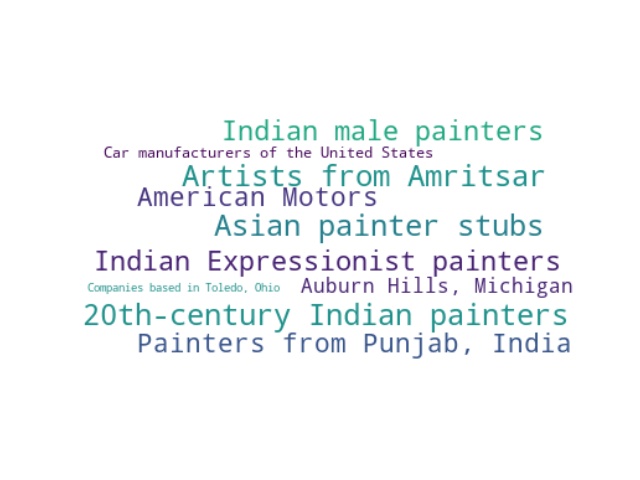 Indian male painters
Car manufacturers of the United States
Artists from Amritsar
American Motors
Asian painter stubs
Indian Expressionist painters
Companies based in Toledo, Ohio
Auburn Hills, Michigan
20th-century Indian painters
Painters from Punjab, India